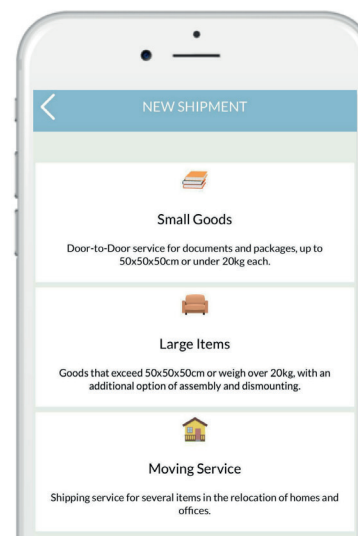 NEW SHIPMENT
Small Goods
Door-to-Door service for documents and packages, up to
50x50x50cm or under 20kg each.
Large Items
Goods that exceed 50x50x50cm or weigh over 20kg, with an
additional option of assembly and dismounting.
Moving Service
Shipping service for several items in the relocation of homes and
offices.